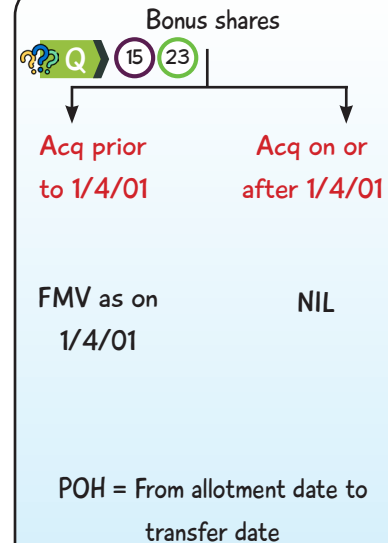 Bonus shares
??? Q 15 23
Acq prior
to 1/4/01
Acq on or
after 1/4/01
FMV as on
1/4/01
NIL
POH = From allotment date to
transfer date